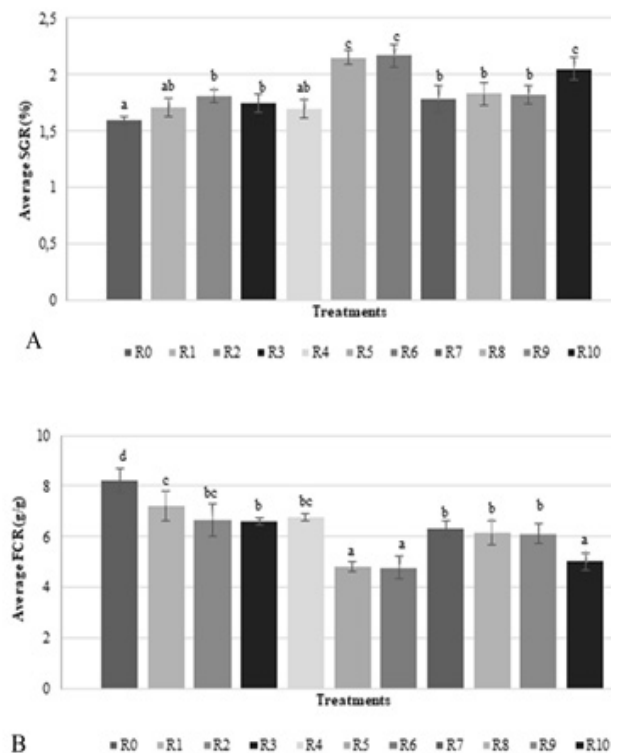 2,5
2
1,5
1
0,5
0
Average SGR(%)
a
ab
b
b
ab
c
c
b
b
b
c
Treatments
A
R0 R1 R2 R3 R4 R5 R6 R7 R8 R9 R10
10
8
6
4
2
0
Average FCR(g/g)
d
c
bc
b
bc
a
a
b
b
b
a
Treatments
B
R0 R1 R2 R3 R4 R5 R6 R7 R8 R9 R10